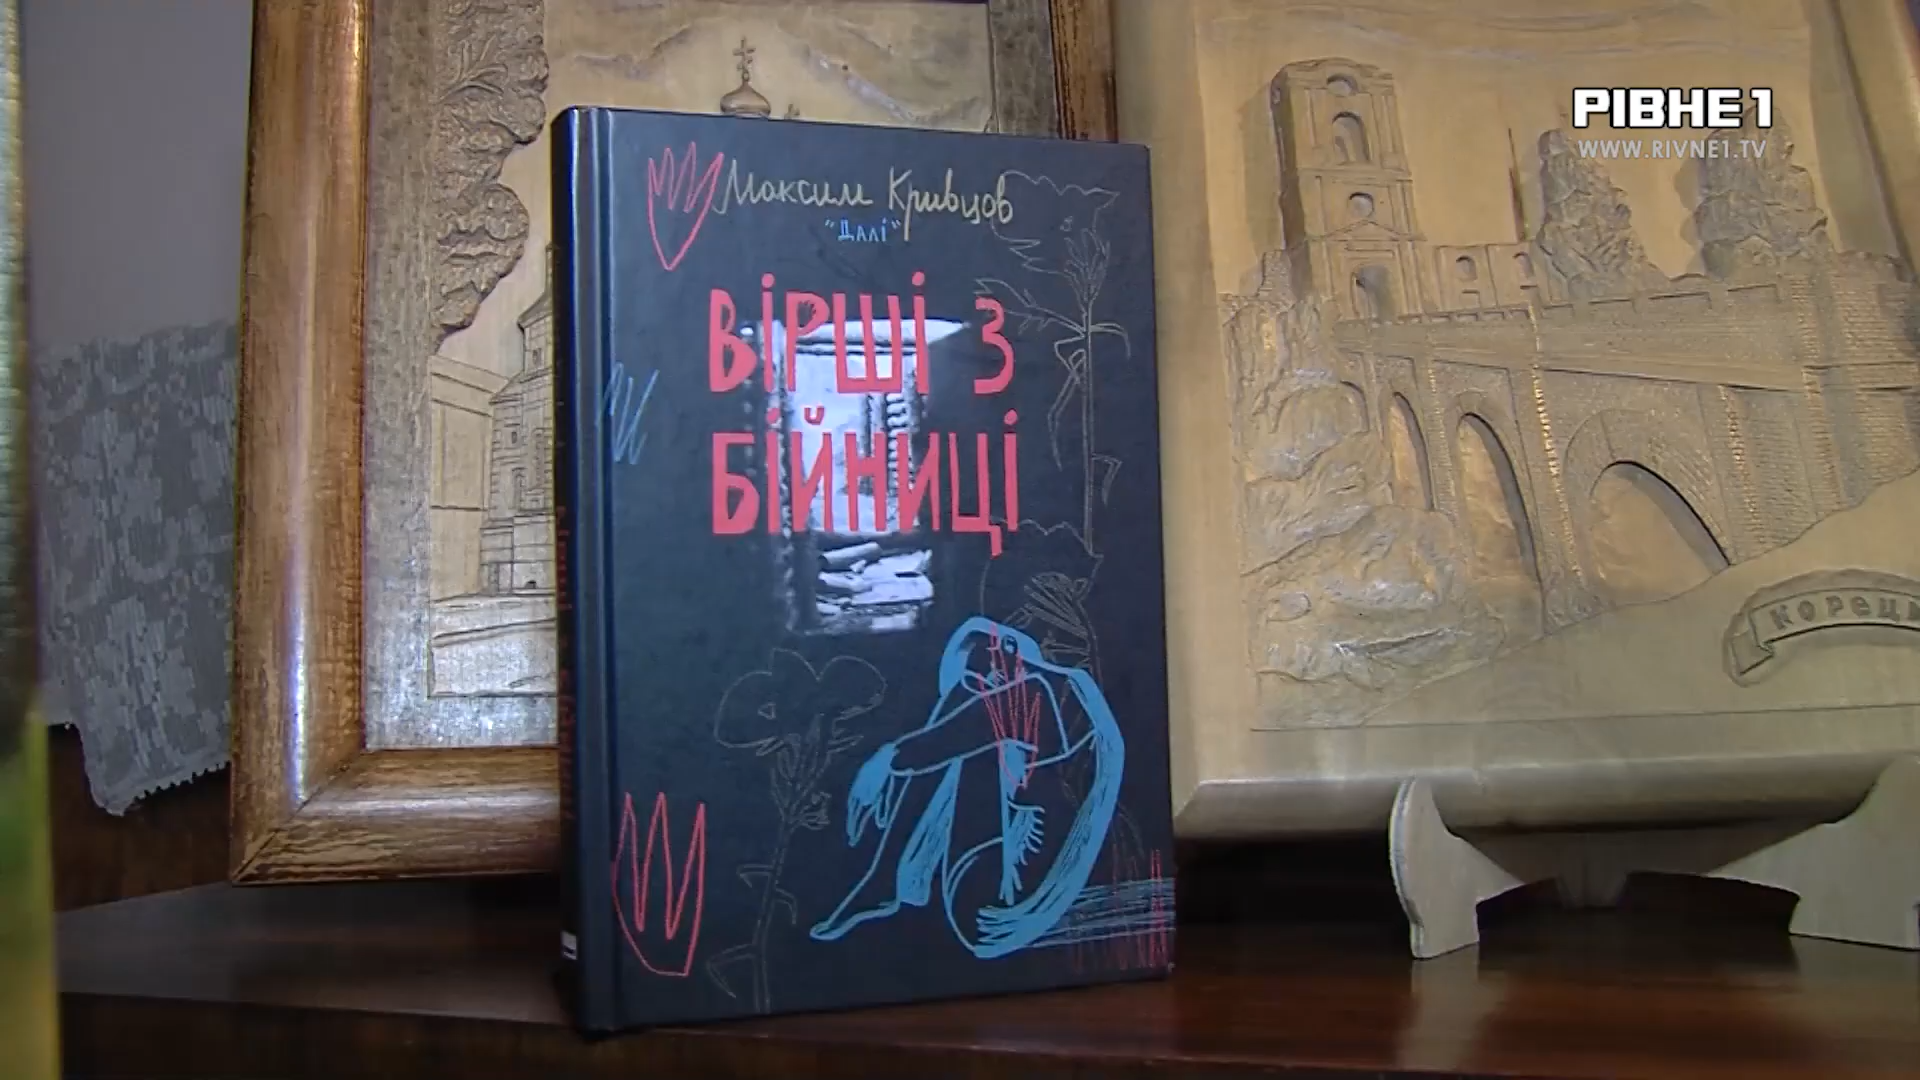 РІВНЕ 1
WWW.RIVNE1.TV
Максим Кривцов
"Далі"
ВІРШІ З
БІЙНИЦІ
КОРЕЦЬ